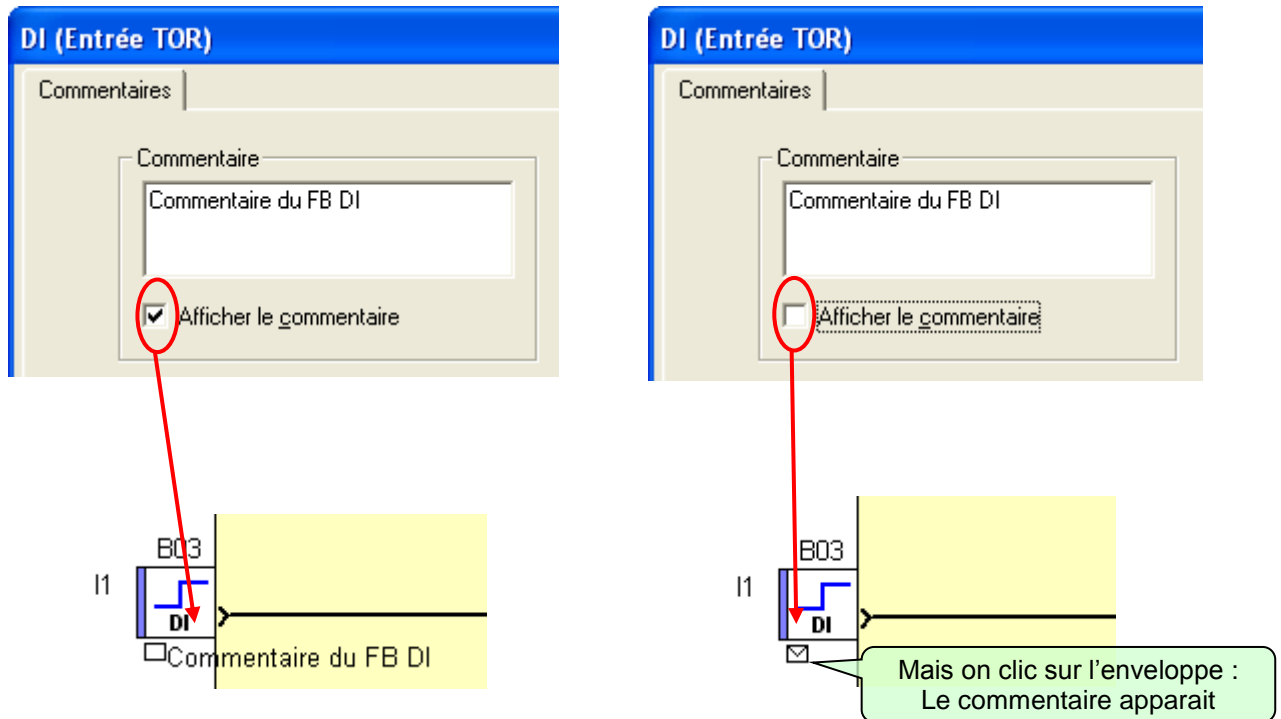 DI (Entrée TOR)
Commentaires
Commentaire
Commentaire du FB DI
Afficher le commentaire
B03
I1
DI
Commentaire du FB DI
DI (Entrée TOR)
Commentaires
Commentaire
Commentaire du FB DI
Afficher le commentaire
B03
I1
DI
Mais on clic sur l’enveloppe :
Le commentaire apparait